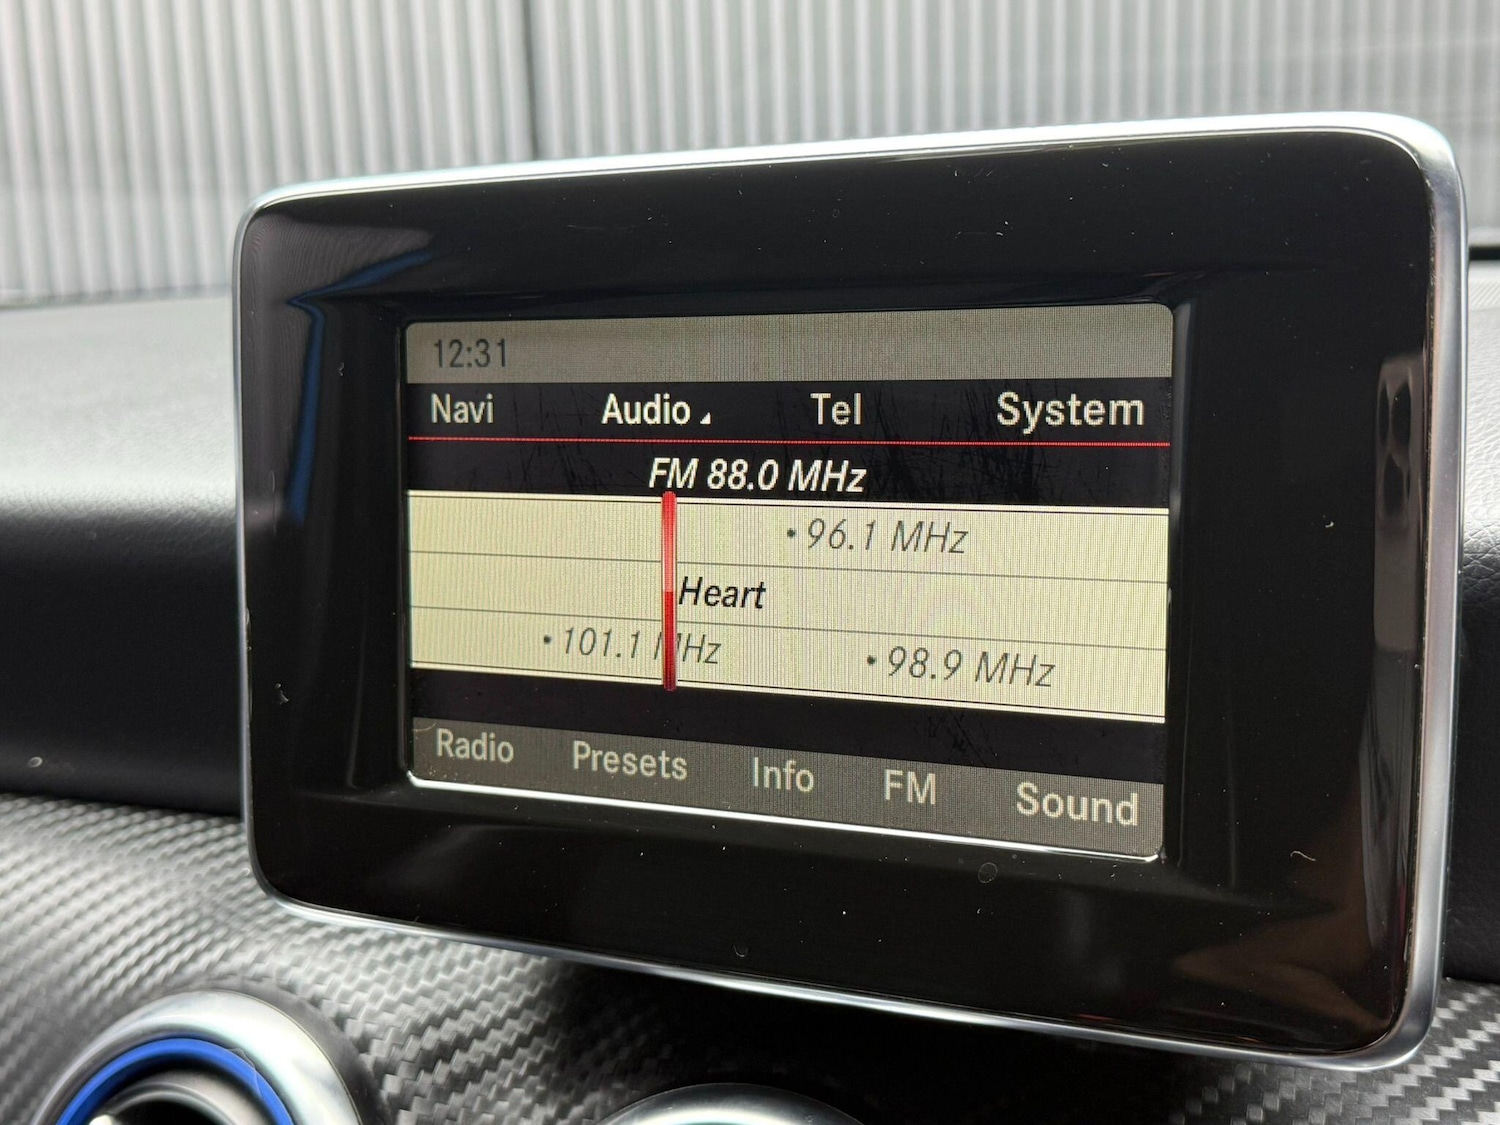 12:31
Navi Audio Tel System
FM 88.0 MHz
• 96.1 MHz
Heart
• 101.1 MHz • 98.9 MHz
Radio Presets Info FM Sound